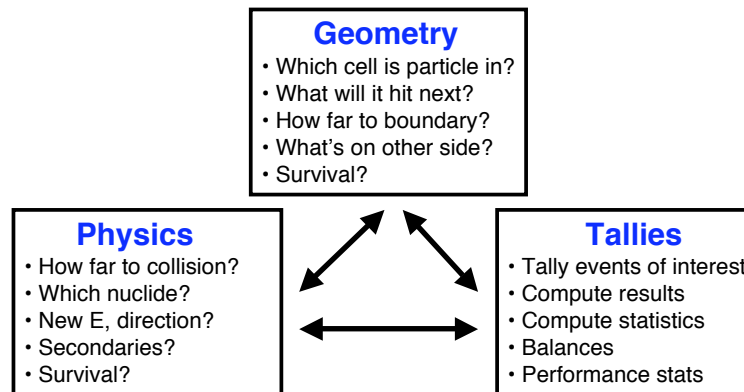 Geometry
• Which cell is particle in?
• What will it hit next?
• How far to boundary?
• What's on other side?
• Survival?
Physics
• How far to collision?
• Which nuclide?
• New E, direction?
• Secondaries?
• Survival?
Tallies
• Tally events of interest
• Compute results
• Compute statistics
• Balances
• Performance stats